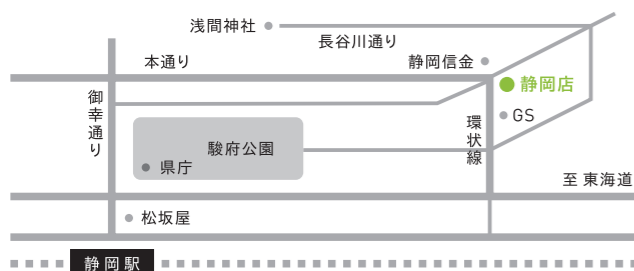 浅間神社
長谷川通り
本通り
静岡信金
静岡店
御幸通り
GS
環状線
駿府公園
県庁
至 東海道
松坂屋
静岡駅